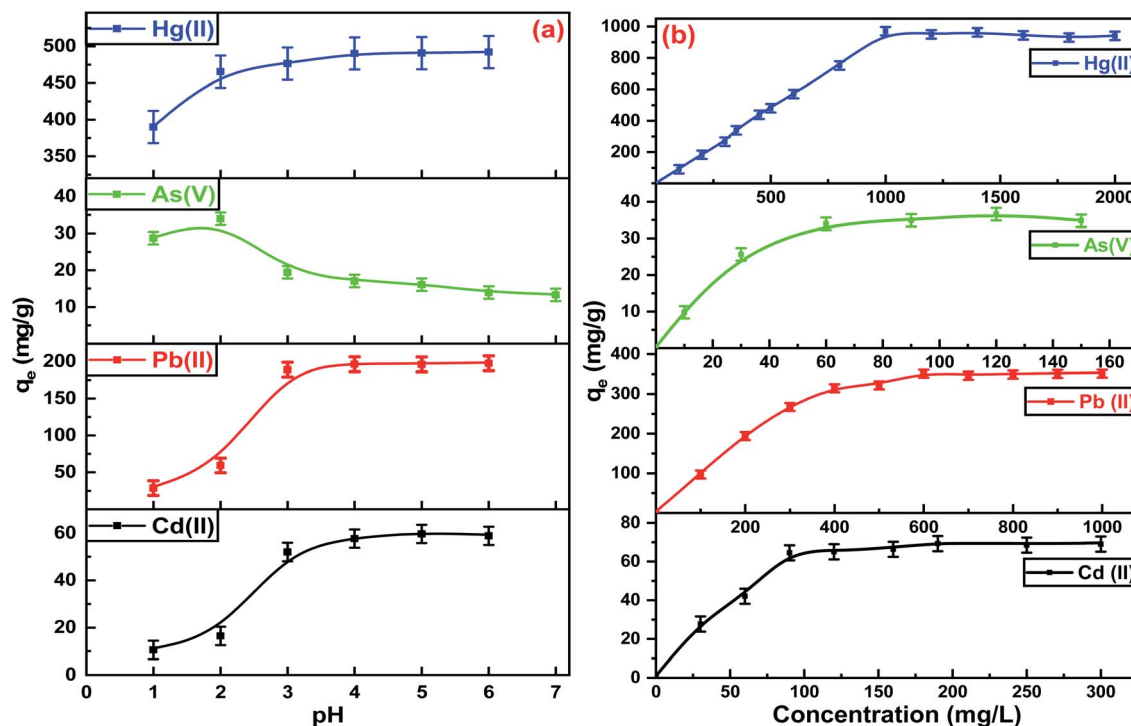 Hg(II)
(a)
500
450
400
350
As(V)
40
30
20
10
Pb(II)
200
150
100
50
Cd(II)
60
40
20
0
0 1 2 3 4 5 6 7
pH
qe (mg/g)
(b)
1000
800
600
400
200
Hg(II)
500 1000 1500 2000
40
30
20
10
As(V)
20 40 60 80 100 120 140 160
400
300
200
100
Pb (II)
200 400 600 800 1000
80
60
40
20
0
Cd (II)
0 50 100 150 200 250 300
Concentration (mg/L)
qe (mg/g)